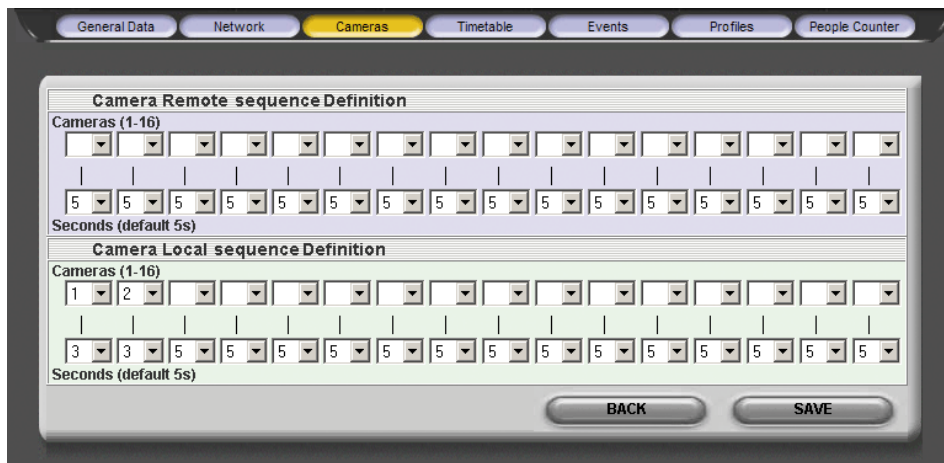 General Data Network Cameras Timetable Events Profiles People Counter
Camera Remote sequence Definition
Cameras (1-16)
5 5 5 5 5 5 5 5 5 5 5 5 5 5 5 5
Seconds (default 5s)
Camera Local sequence Definition
Cameras (1-16)
1 2
3 3 5 5 5 5 5 5 5 5 5 5 5 5 5 5
Seconds (default 5s)
BACK SAVE